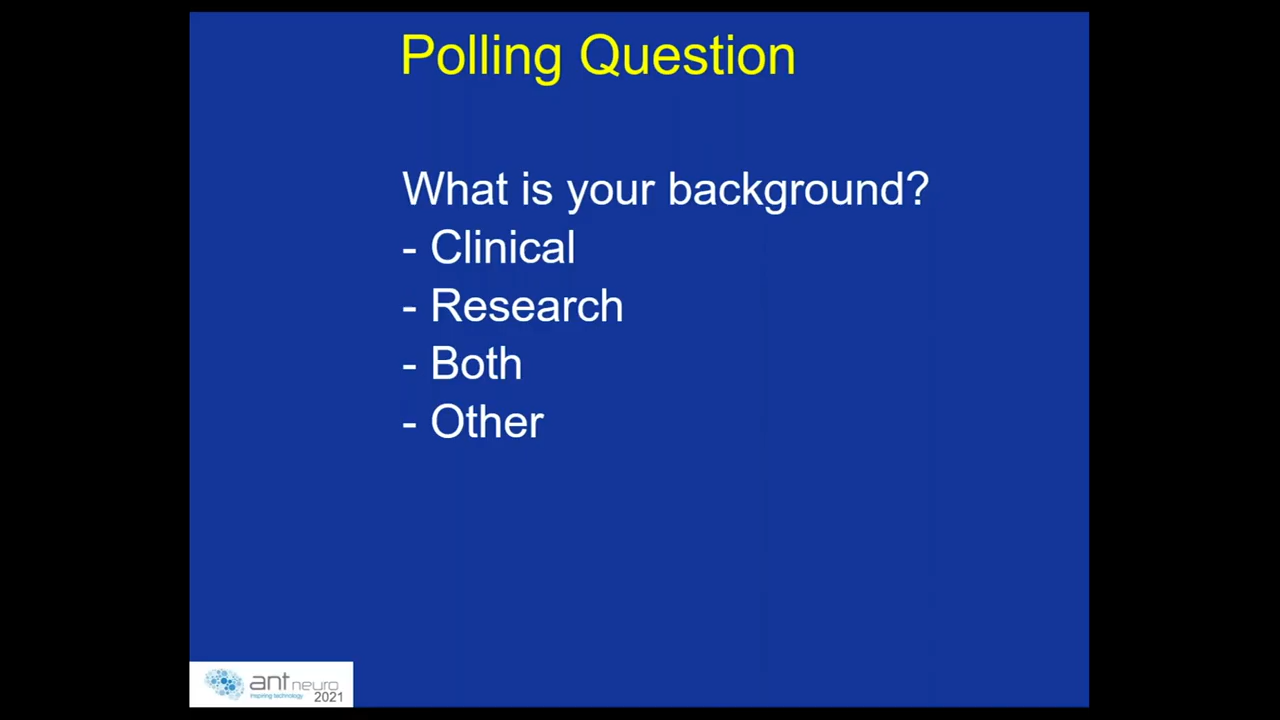 Polling Question
What is your background?
- Clinical
- Research
- Both
- Other
ant neuro
inspiring technology
2021